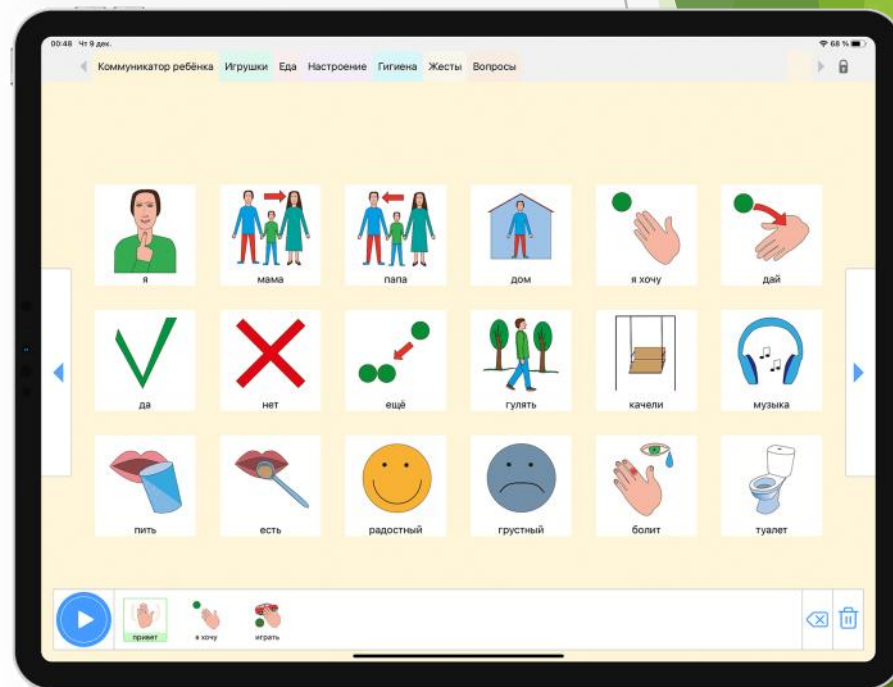 00:48 Чт 9 дек. 68 %
Коммуникатор ребёнка Игрушки Еда Настроение Гигиена Жесты Вопросы
я мама папа дом я хочу дай
да нет ещё гулять качели музыка
пить есть радостный грустный болит туалет
привет я хочу играть